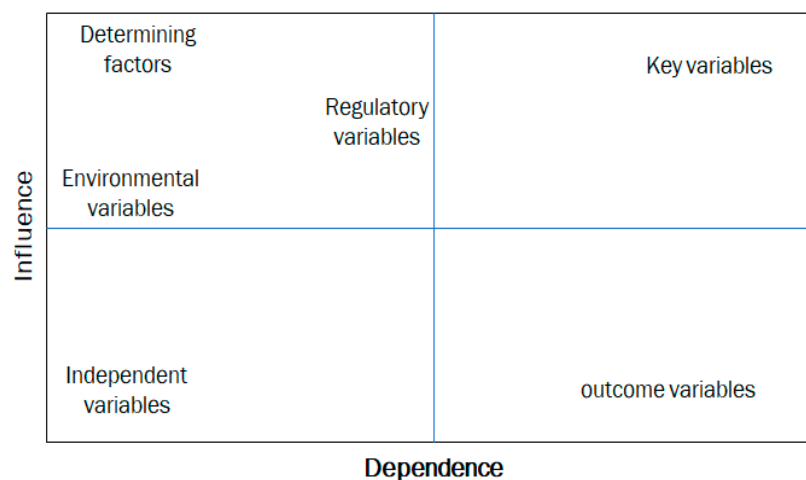 Determining
factors
Key variables
Regulatory
variables
Environmental
variables
Influence
Independent
variables
outcome variables
Dependence